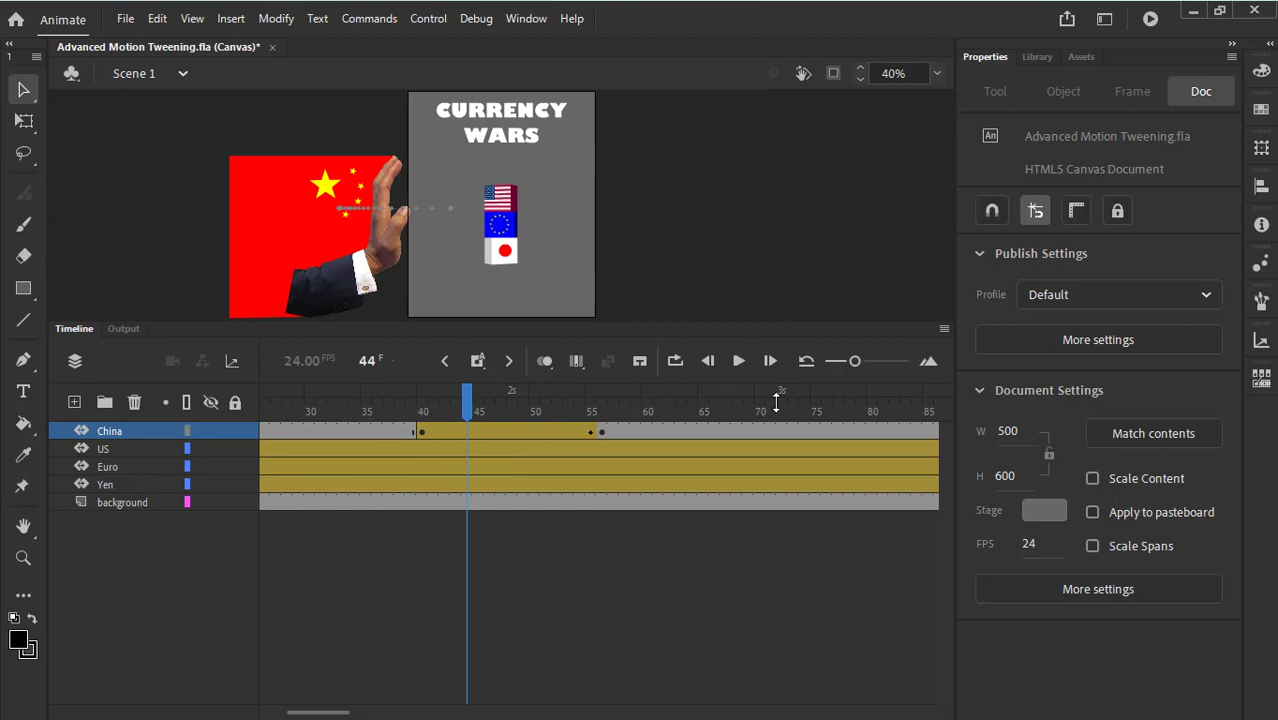 Animate File Edit View Insert Modify Text Commands Control Debug Window Help
Advanced Motion Tweening.fla (Canvas)*
Scene 1 40%
CURRENCY
WARS
Timeline Output
24.00 FPS 44 F
2s 3s
30 35 40 45 50 55 60 65 70 75 80 85
China
US
Euro
Yen
background
1
Properties Library Assets
Tool Object Frame Doc
An Advanced Motion Tweening.fla
HTML5 Canvas Document
Publish Settings
Profile Default
More settings
Document Settings
W 500 Match contents
H 600 Scale Content
Stage Apply to pasteboard
FPS 24 Scale Spans
More settings